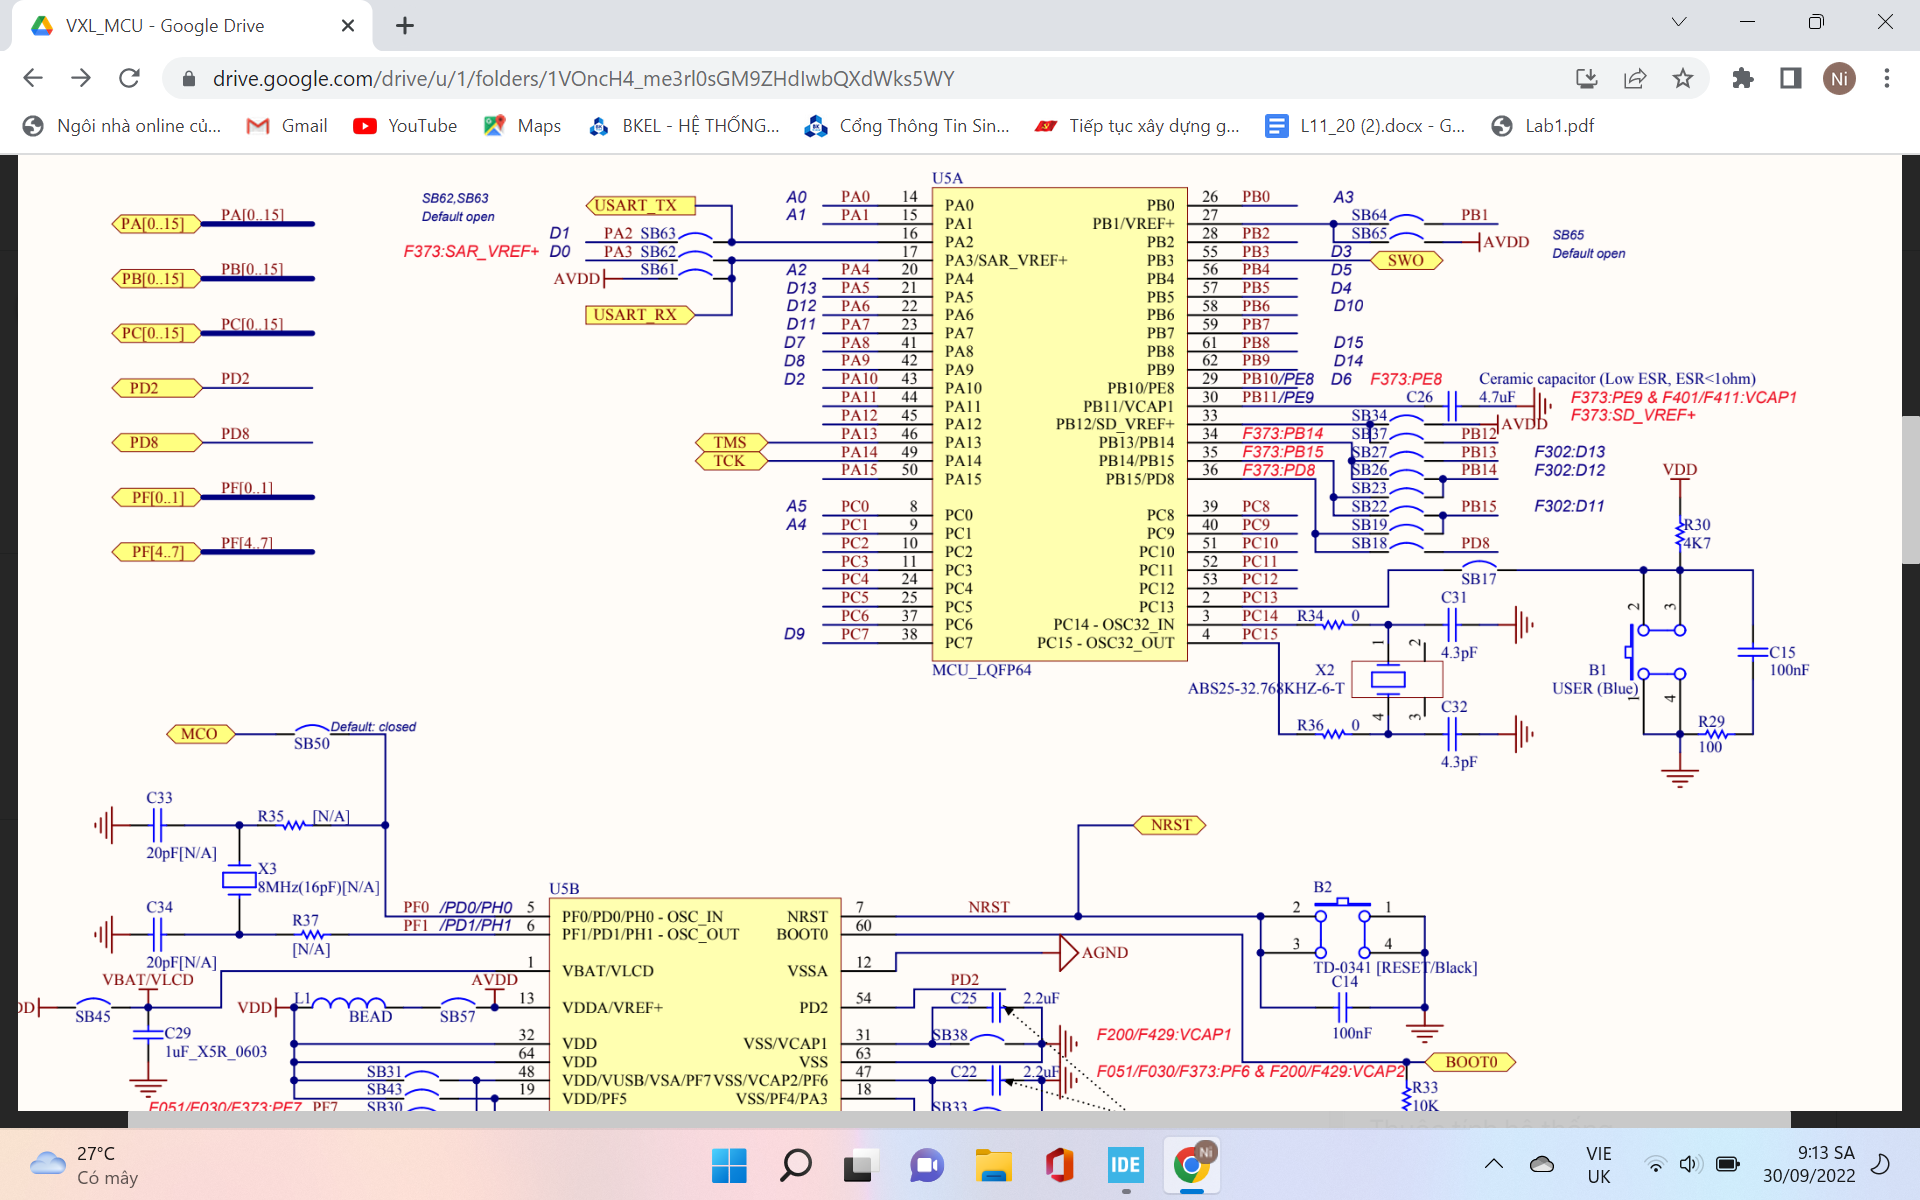 VXL_MCU - Google Drive
drive.google.com/drive/u/1/folders/1VOncH4_me3rl0sGM9ZHdIwbQXdWks5WY
Ni
Ngôi nhà online củ...
Gmail
YouTube
Maps
BKEL - HỆ THỐNG...
Cổng Thông Tin Sin...
Tiếp tục xây dựng g...
L11_20 (2).docx - G...
Lab1.pdf
PA[0..15] PA[0..15]
PB[0..15] PB[0..15]
PC[0..15] PC[0..15]
PD2 PD2
PD8 PD8
PF[0..1] PF[0..1]
PF[4..7] PF[4..7]
SB62,SB63
Default open
USART_TX
D1 PA2 SB63
F373:SAR_VREF+ D0 PA3 SB62
AVDD SB61
USART_RX
TMS
TCK
U5A
A0 PA0 14 PA0
A1 PA1 15 PA1
16 PA2
17 PA3/SAR_VREF+
A2 PA4 20 PA4
D13 PA5 21 PA5
D12 PA6 22 PA6
D11 PA7 23 PA7
D7 PA8 41 PA8
D8 PA9 42 PA9
D2 PA10 43 PA10
PA11 44 PA11
PA12 45 PA12
PA13 46 PA13
PA14 49 PA14
PA15 50 PA15
A5 PC0 8 PC0
A4 PC1 9 PC1
PC2 10 PC2
PC3 11 PC3
PC4 24 PC4
PC5 25 PC5
PC6 37 PC6
D9 PC7 38 PC7
PB0 26 PB0 A3
PB1/VREF+ 27 SB64 PB1
PB2 28 PB2 SB65 AVDD
SB65
Default open
PB3 55 PB3 D3 SWO
PB4 56 PB4 D5
PB5 57 PB5 D4
PB6 58 PB6 D10
PB7 59 PB7
PB8 61 PB8 D15
PB9 62 PB9 D14
PB10/PE8 29 PB10/PE8 D6 F373:PE8
PB11/VCAP1 30 PB11/PE9 C26 4.7uF
Ceramic capacitor (Low ESR, ESR<1ohm)
F373:PE9 & F401/F411:VCAP1
F373:SD_VREF+
PB12/SD_VREF+ 33 SB34 AVDD
PB13/PB14 34 F373:PB14 SB37 PB12
PB14/PB15 35 F373:PB15 SB27 PB13 F302:D13
PB15/PD8 36 F373:PD8 SB26 PB14 F302:D12
SB23
PC8 39 PC8 SB22 PB15 F302:D11
PC9 40 PC9 SB19
PC10 51 PC10 SB18 PD8
PC11 52 PC11
PC12 53 PC12 SB17
PC13 2 PC13
PC14 - OSC32_IN 3 PC14 R34 0
PC15 - OSC32_OUT 4 PC15
MCU_LQFP64
C31
4.3pF
1 2
X2
ABS25-32.768KHZ-6-T
4 3
C32
R36 0
4.3pF
VDD
R30
4K7
2 3
B1
USER (Blue)
1 4
C15
100nF
R29
100
MCO
Default: closed
SB50
C33
20pF[N/A]
R35 [N/A]
X3
8MHz(16pF)[N/A]
C34
20pF[N/A]
R37
[N/A]
PF0 /PD0/PH0 5
PF1 /PD1/PH1 6
VBAT/VLCD
SB45
C29
1uF_X5R_0603
VDD L1 BEAD SB57 AVDD
SB31
SB43
SB30
F051/F030/F373:PF7 PF7
U5B
PF0/PD0/PH0 - OSC_IN NRST 7 NRST
PF1/PD1/PH1 - OSC_OUT BOOT0 60
1 VBAT/VLCD VSSA 12 AGND
13 VDDA/VREF+ PD2 54 PD2
32 VDD VSS/VCAP1 31
64 VDD VSS 63
48 VDD/VUSB/VSA/PF7 VSS/VCAP2/PF6 47
19 VDD/PF5 VSS/PF4/PA3 18
C25 2.2uF
SB38
C22 2.2uF
SB33
F200/F429:VCAP1
F051/F030/F373:PF6 & F200/F429:VCAP2
NRST
B2
2 1
3 4
TD-0341 [RESET/Black]
C14
100nF
BOOT0
R33
10K
27°C
Có mây
IDE
Ni
VIE
UK
9:13 SA
30/09/2022